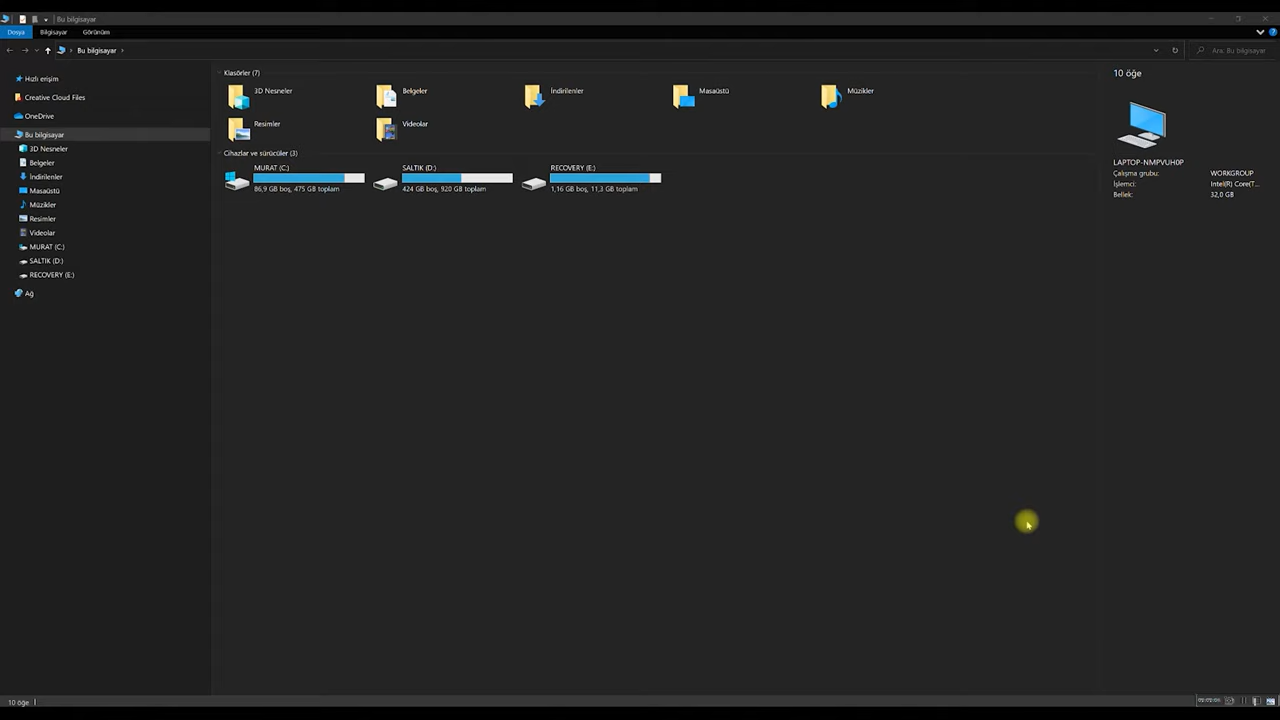 Bu bilgisayar
Dosya Bilgisayar Görünüm
Bu bilgisayar
Ara: Bu bilgisayar
Hızlı erişim
Creative Cloud Files
OneDrive
Bu bilgisayar
3D Nesneler
Belgeler
İndirilenler
Masaüstü
Müzikler
Resimler
Videolar
MURAT (C:)
SALTIK (D:)
RECOVERY (E:)
Ağ
Klasörler (7)
3D Nesneler
Belgeler
İndirilenler
Masaüstü
Müzikler
Resimler
Videolar
Cihazlar ve sürücüler (3)
MURAT (C:)
86,9 GB boş, 475 GB toplam
SALTIK (D:)
424 GB boş, 920 GB toplam
RECOVERY (E:)
1,16 GB boş, 11,3 GB toplam
10 öğe
LAPTOP-NMPVUH0P
Çalışma grubu: WORKGROUP
İşlemci: Intel(R) Core(T...
Bellek: 32,0 GB
10 öğe